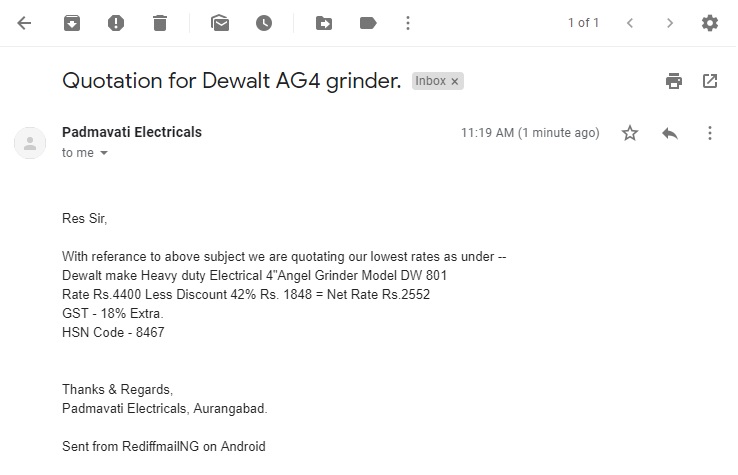 1 of 1
Quotation for Dewalt AG4 grinder. Inbox ×
Padmavati Electricals 11:19 AM (1 minute ago)
to me
Res Sir,
With referance to above subject we are quotating our lowest rates as under --
Dewalt make Heavy duty Electrical 4"Angel Grinder Model DW 801
Rate Rs.4400 Less Discount 42% Rs. 1848 = Net Rate Rs.2552
GST - 18% Extra.
HSN Code - 8467
Thanks & Regards,
Padmavati Electricals, Aurangabad.
Sent from RediffmailNG on Android